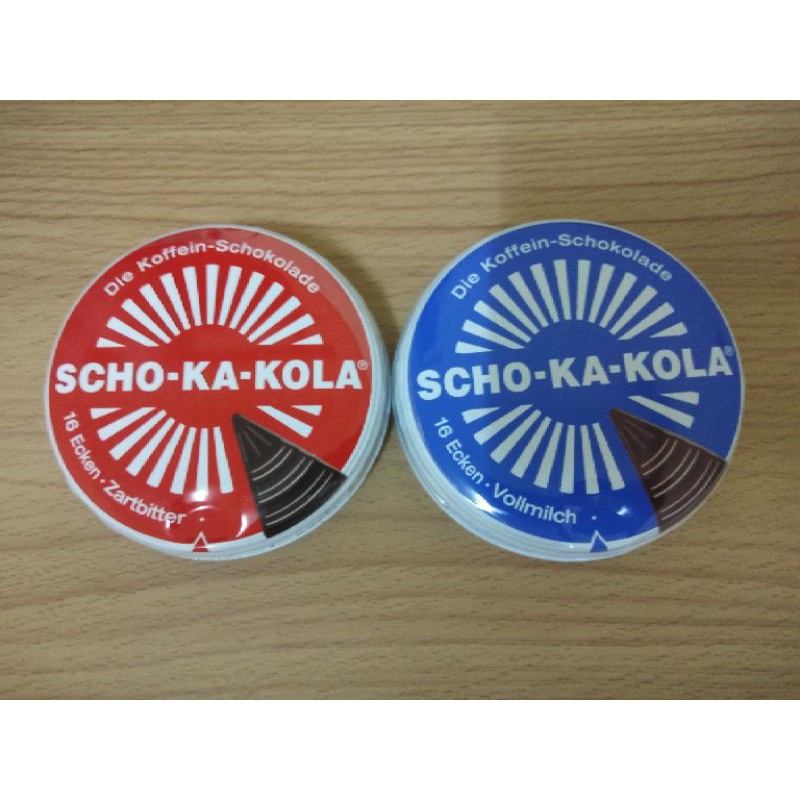 Die Koffein-Schokolade
SCHO-KA-KOLA®
16 Ecken · Zartbitter
Die Koffein-Schokolade
SCHO-KA-KOLA®
16 Ecken · Vollmilch